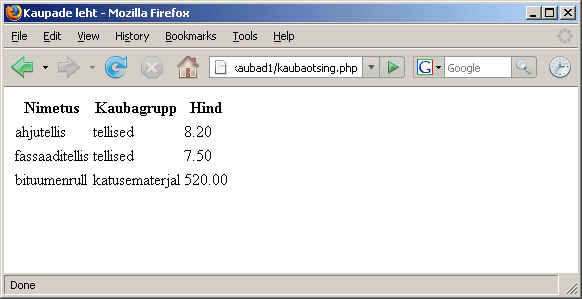 Kaupade leht - Mozilla Firefox
File Edit View History Bookmarks Tools Help
kaubad1/kaubaotsing.php G Google
Nimetus Kaubagrupp Hind
ahjutellis tellised 8.20
fassaaditellis tellised 7.50
bituumenrull katusematerjal 520.00
Done